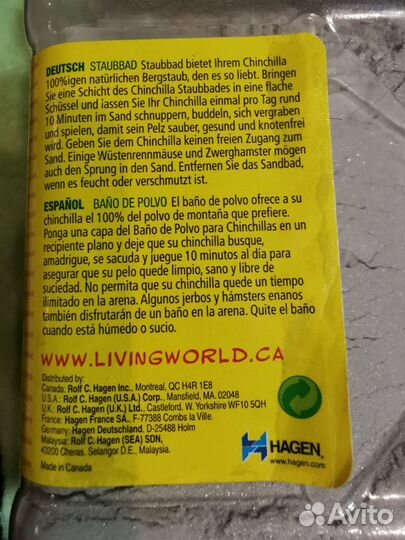 DEUTSCH STAUBBAD Staubbad bietet Ihrem Chinchilla
100%igen natürlichen Bergstaub, den es so liebt. Bringen
Sie eine Schicht des Chinchilla Staubbades in eine flache
Schüssel und lassen Sie Ihr Chinchilla einmal pro Tag rund
10 Minuten im Sand schnuppern, buddeln, sich vergraben
und spielen, damit sein Pelz sauber, gesund und knotenfrei
wird. Geben Sie dem Chinchilla keinen freien Zugang zum
Sand. Einige Wüstenrennmäuse und Zwerghamster mögen
auch den Sprung in den Sand. Entfernen Sie das Sandbad,
wenn es feucht oder verschmutzt ist.
ESPAÑOL BAÑO DE POLVO El baño de polvo ofrece a su
chinchilla el 100% del polvo de montaña que prefiere.
Ponga una capa del Baño de Polvo para Chinchillas en un
recipiente plano y deje que su chinchilla busque,
amadrigue, se sacuda y juegue 10 minutos al día para
asegurar que su pelo quede limpio, sano y libre de
suciedad. No permita que su chinchilla quede un tiempo
ilimitado en la arena. Algunos jerbos y hámsters enanos
también disfrutarán de un baño en la arena. Quite el baño
cuando está húmedo o sucio.
WWW.LIVINGWORLD.CA
Distributed by:
Canada: Rolf C. Hagen Inc., Montreal, QC H4R 1E8
U.S.A.: Rolf C. Hagen (U.S.A.) Corp., Mansfield, MA. 02048
U.K.: Rolf C. Hagen (U.K.) Ltd., Castleford, W. Yorkshire WF10 5QH
France: Hagen France SA., F-77388 Combs la Ville.
Germany: Hagen Deutschland, D-25488 Holm
Malaysia: Rolf C. Hagen (SEA) SDN,
43200 Cheras, Selangor D.E., Malaysia.
Made in Canada
HAGEN
www.hagen.com
Avito